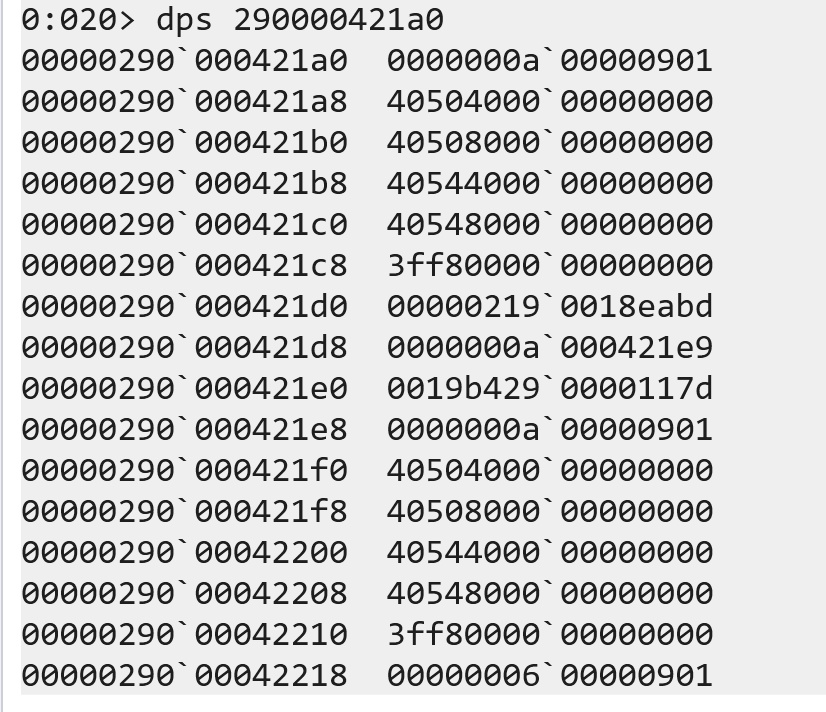 0:020> dps 290000421a0
00000290`000421a0  0000000a`00000901
00000290`000421a8  40504000`00000000
00000290`000421b0  40508000`00000000
00000290`000421b8  40544000`00000000
00000290`000421c0  40548000`00000000
00000290`000421c8  3ff80000`00000000
00000290`000421d0  00000219`0018eabd
00000290`000421d8  0000000a`000421e9
00000290`000421e0  0019b429`0000117d
00000290`000421e8  0000000a`00000901
00000290`000421f0  40504000`00000000
00000290`000421f8  40508000`00000000
00000290`00042200  40544000`00000000
00000290`00042208  40548000`00000000
00000290`00042210  3ff80000`00000000
00000290`00042218  00000006`00000901